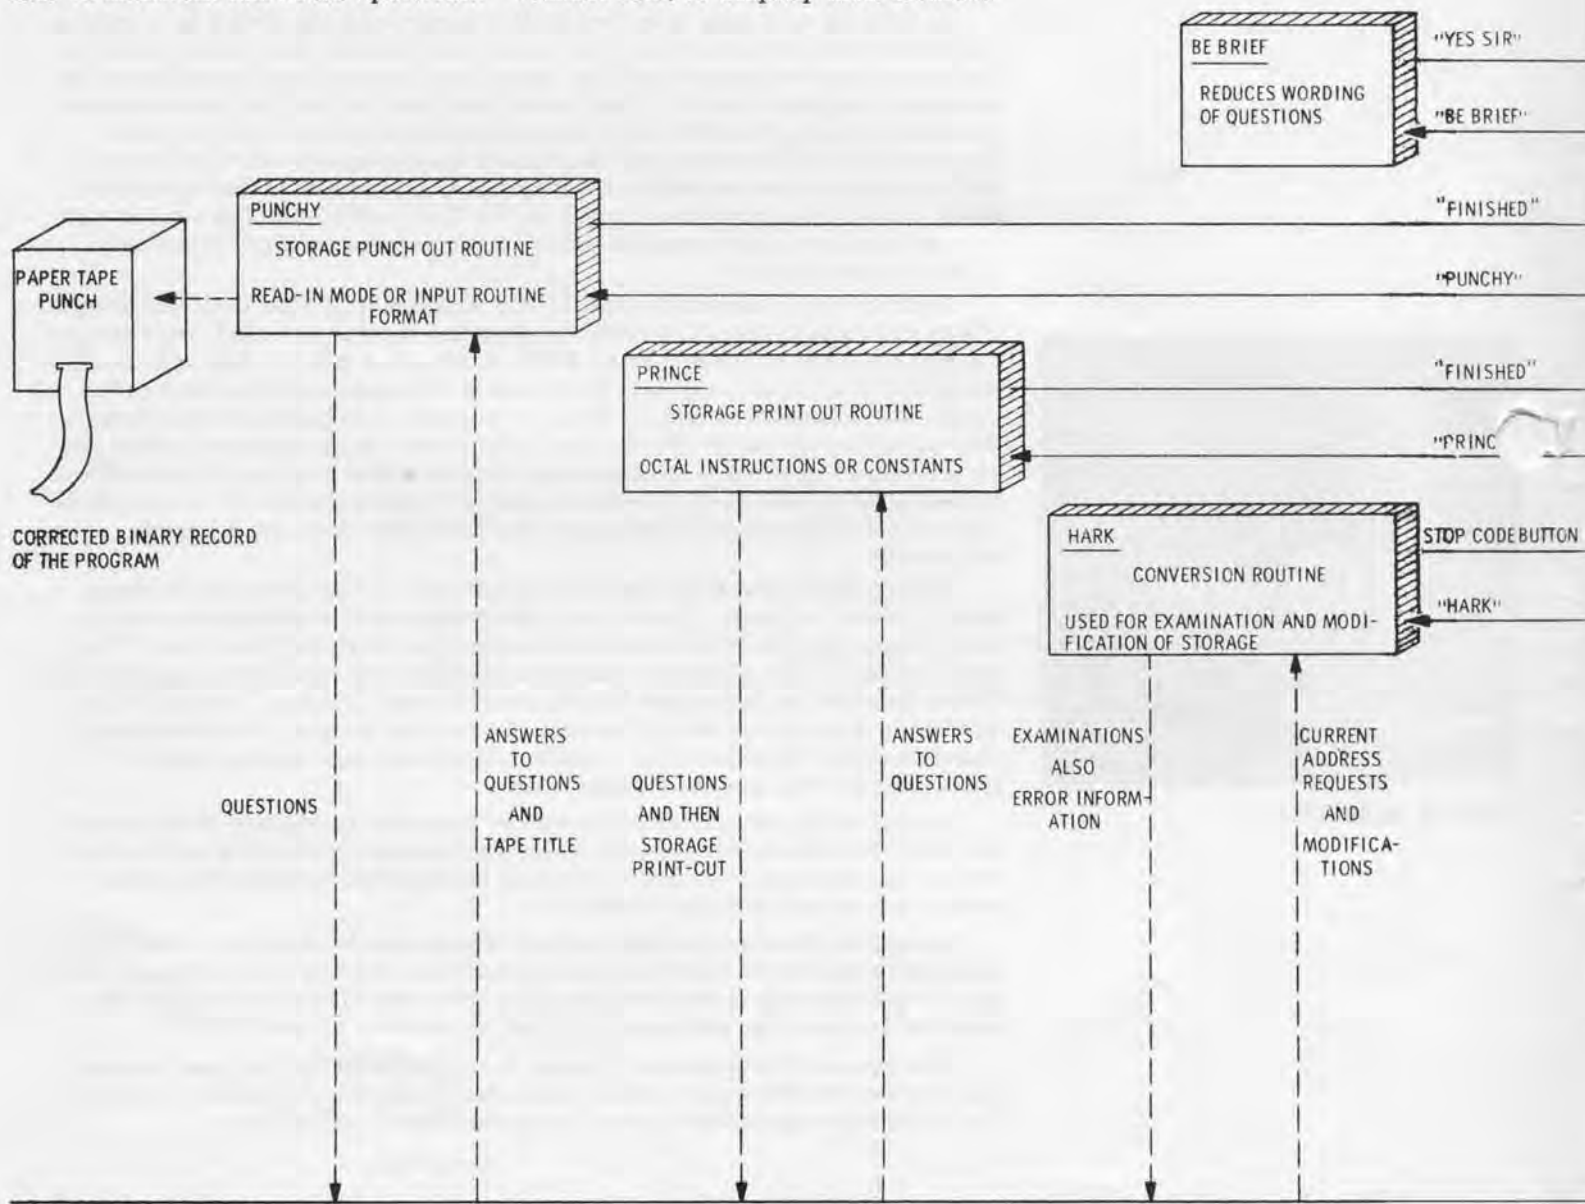 BE BRIEF
REDUCES WORDING
OF QUESTIONS
"YES SIR"
"BE BRIEF"
PUNCHY
STORAGE PUNCH OUT ROUTINE
READ-IN MODE OR INPUT ROUTINE
FORMAT
"FINISHED"
"PUNCHY"
PAPER TAPE
PUNCH
CORRECTED BINARY RECORD
OF THE PROGRAM
PRINCE
STORAGE PRINT OUT ROUTINE
OCTAL INSTRUCTIONS OR CONSTANTS
"FINISHED"
"PRINC
HARK
CONVERSION ROUTINE
USED FOR EXAMINATION AND MODI-
FICATION OF STORAGE
STOP CODE BUTTON
"HARK"
QUESTIONS
ANSWERS
TO
QUESTIONS
AND
TAPE TITLE
QUESTIONS
AND THEN
STORAGE
PRINT-OUT
ANSWERS
TO
QUESTIONS
EXAMINATIONS
ALSO
ERROR INFORM-
ATION
CURRENT
ADDRESS
REQUESTS
AND
MODIFICA-
TIONS